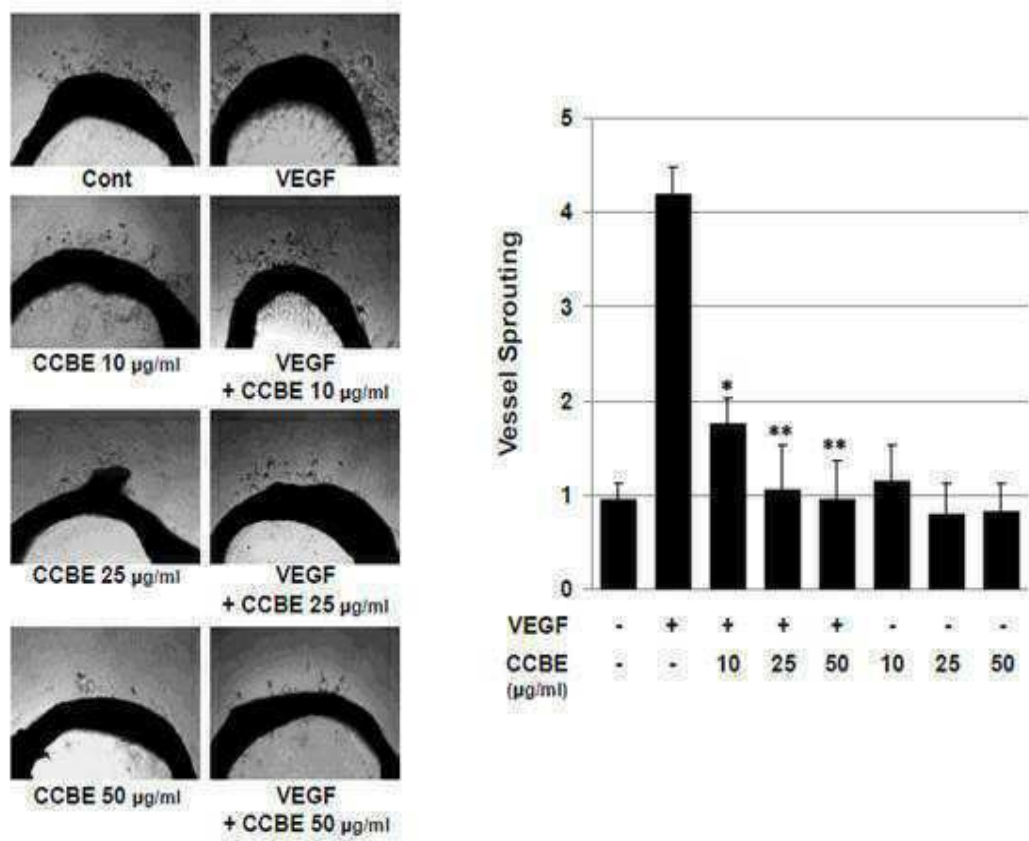 Cont VEGF
CCBE 10 µg/ml VEGF
+ CCBE 10 µg/ml
CCBE 25 µg/ml VEGF
+ CCBE 25 µg/ml
CCBE 50 µg/ml VEGF
+ CCBE 50 µg/ml
Vessel Sprouting
5
4
3
2
1
0
*
**
**
VEGF - + + + + - - -
CCBE - - 10 25 50 10 25 50
(µg/ml)